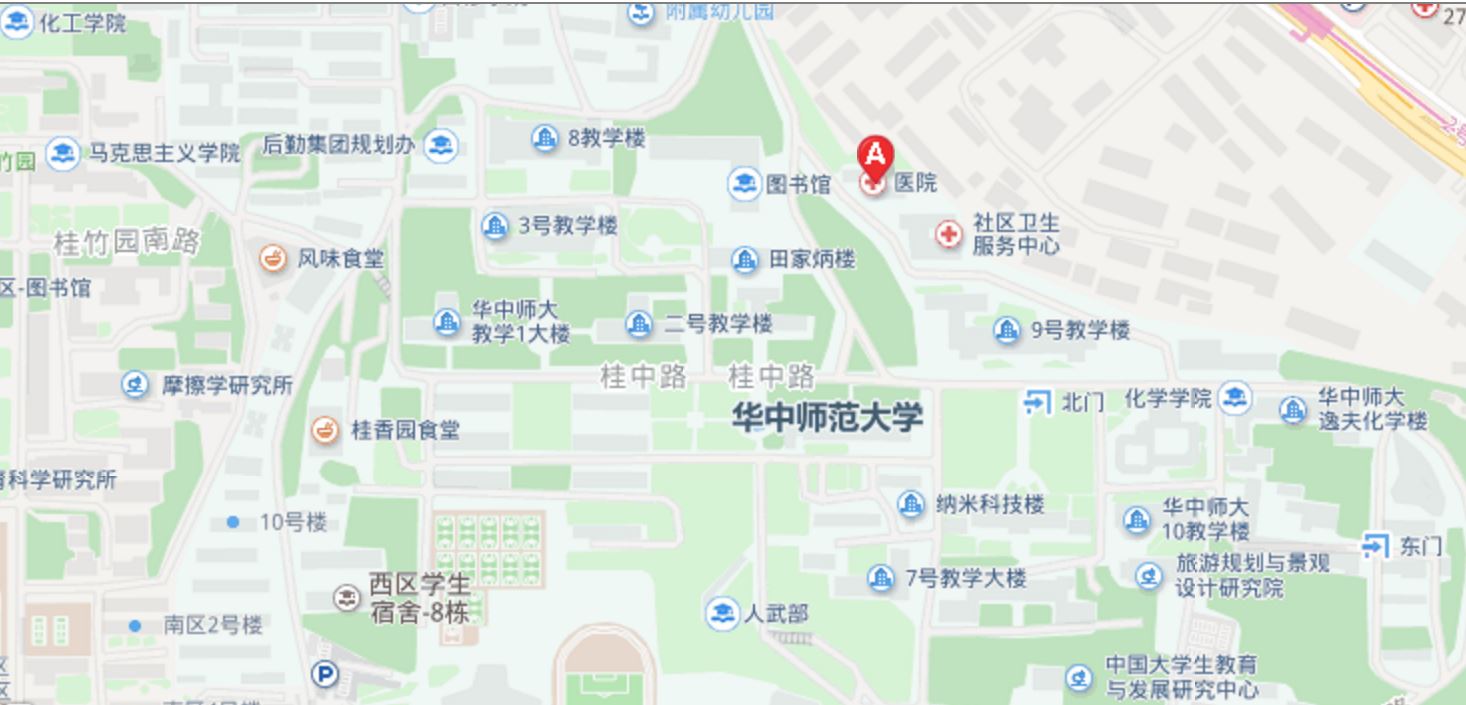 附属幼儿园
化工学院
27
A
后勤集团规划办
8教学楼
马克思主义学院
竹园
图书馆
医院
3号教学楼
社区卫生
服务中心
桂竹园南路
风味食堂
田家炳楼
区-图书馆
华中师大
教学1大楼
二号教学楼
9号教学楼
桂中路
桂中路
摩擦学研究所
华中师范大学
北门
化学学院
华中师大
逸夫化学楼
桂香园食堂
科学研究所
纳米科技楼
华中师大
10教学楼
10号楼
东门
旅游规划与景观
设计研究院
7号教学大楼
西区学生
宿舍-8栋
人武部
南区2号楼
P
中国大学生教育
与发展研究中心